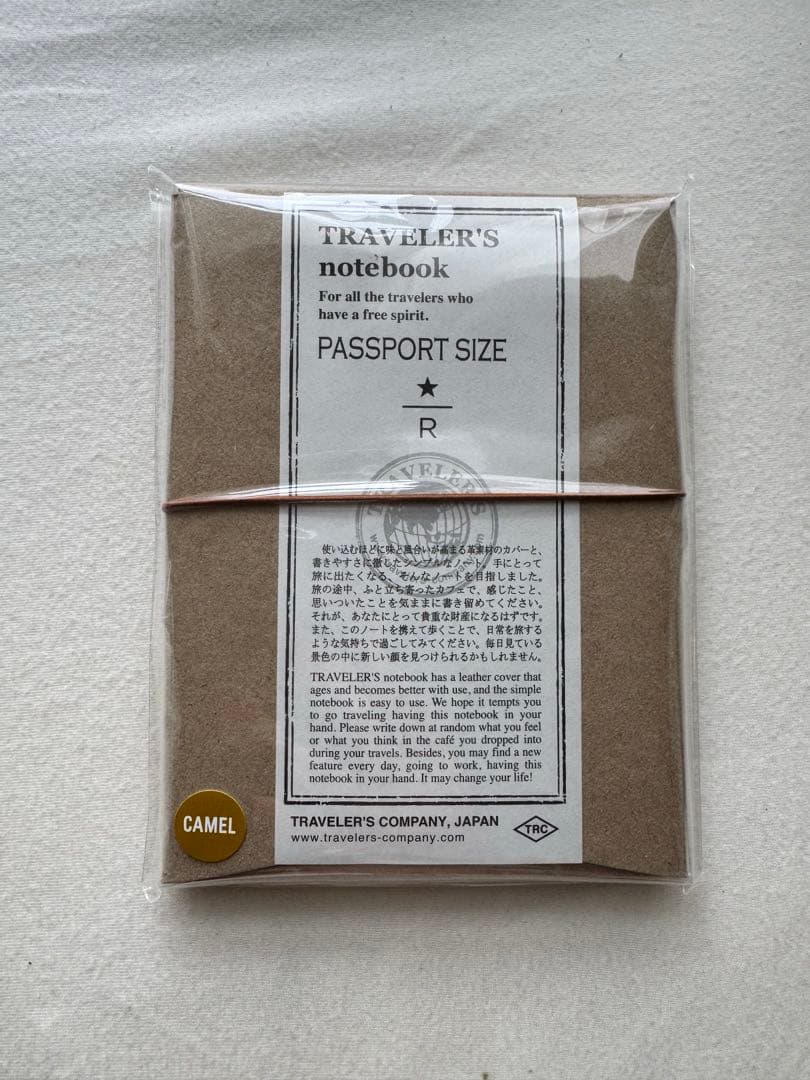 TRAVELER'S
notebook
For all the travelers who
have a free spirit.
PASSPORT SIZE
★
R
TRAVELER'S
使い込むほどに味と風合いが高まる革素材のカバーと、
書きやすさに徹したシンプルなノート。手にとって
旅に出たくなる、そんなノートを目指しました。
旅の途中、ふと立ち寄ったカフェで、感じたこと、
思いついたことを気ままに書き留めてください。
それが、あなたにとって貴重な財産になるはずです。
また、このノートを携えて歩くことで、日常を旅する
ような気持ちで過ごしてみてください。毎日見ている
景色の中に新しい顔を見つけられるかもしれません。
TRAVELER'S notebook has a leather cover that
ages and becomes better with use, and the simple
notebook is easy to use. We hope it tempts you
to go traveling having this notebook in your
hand. Please write down at random what you feel
or what you think in the café you dropped into
during your travels. Besides, you may find a new
feature every day, going to work, having this
notebook in your hand. It may change your life!
CAMEL
TRAVELER'S COMPANY, JAPAN
www.travelers-company.com
TRC